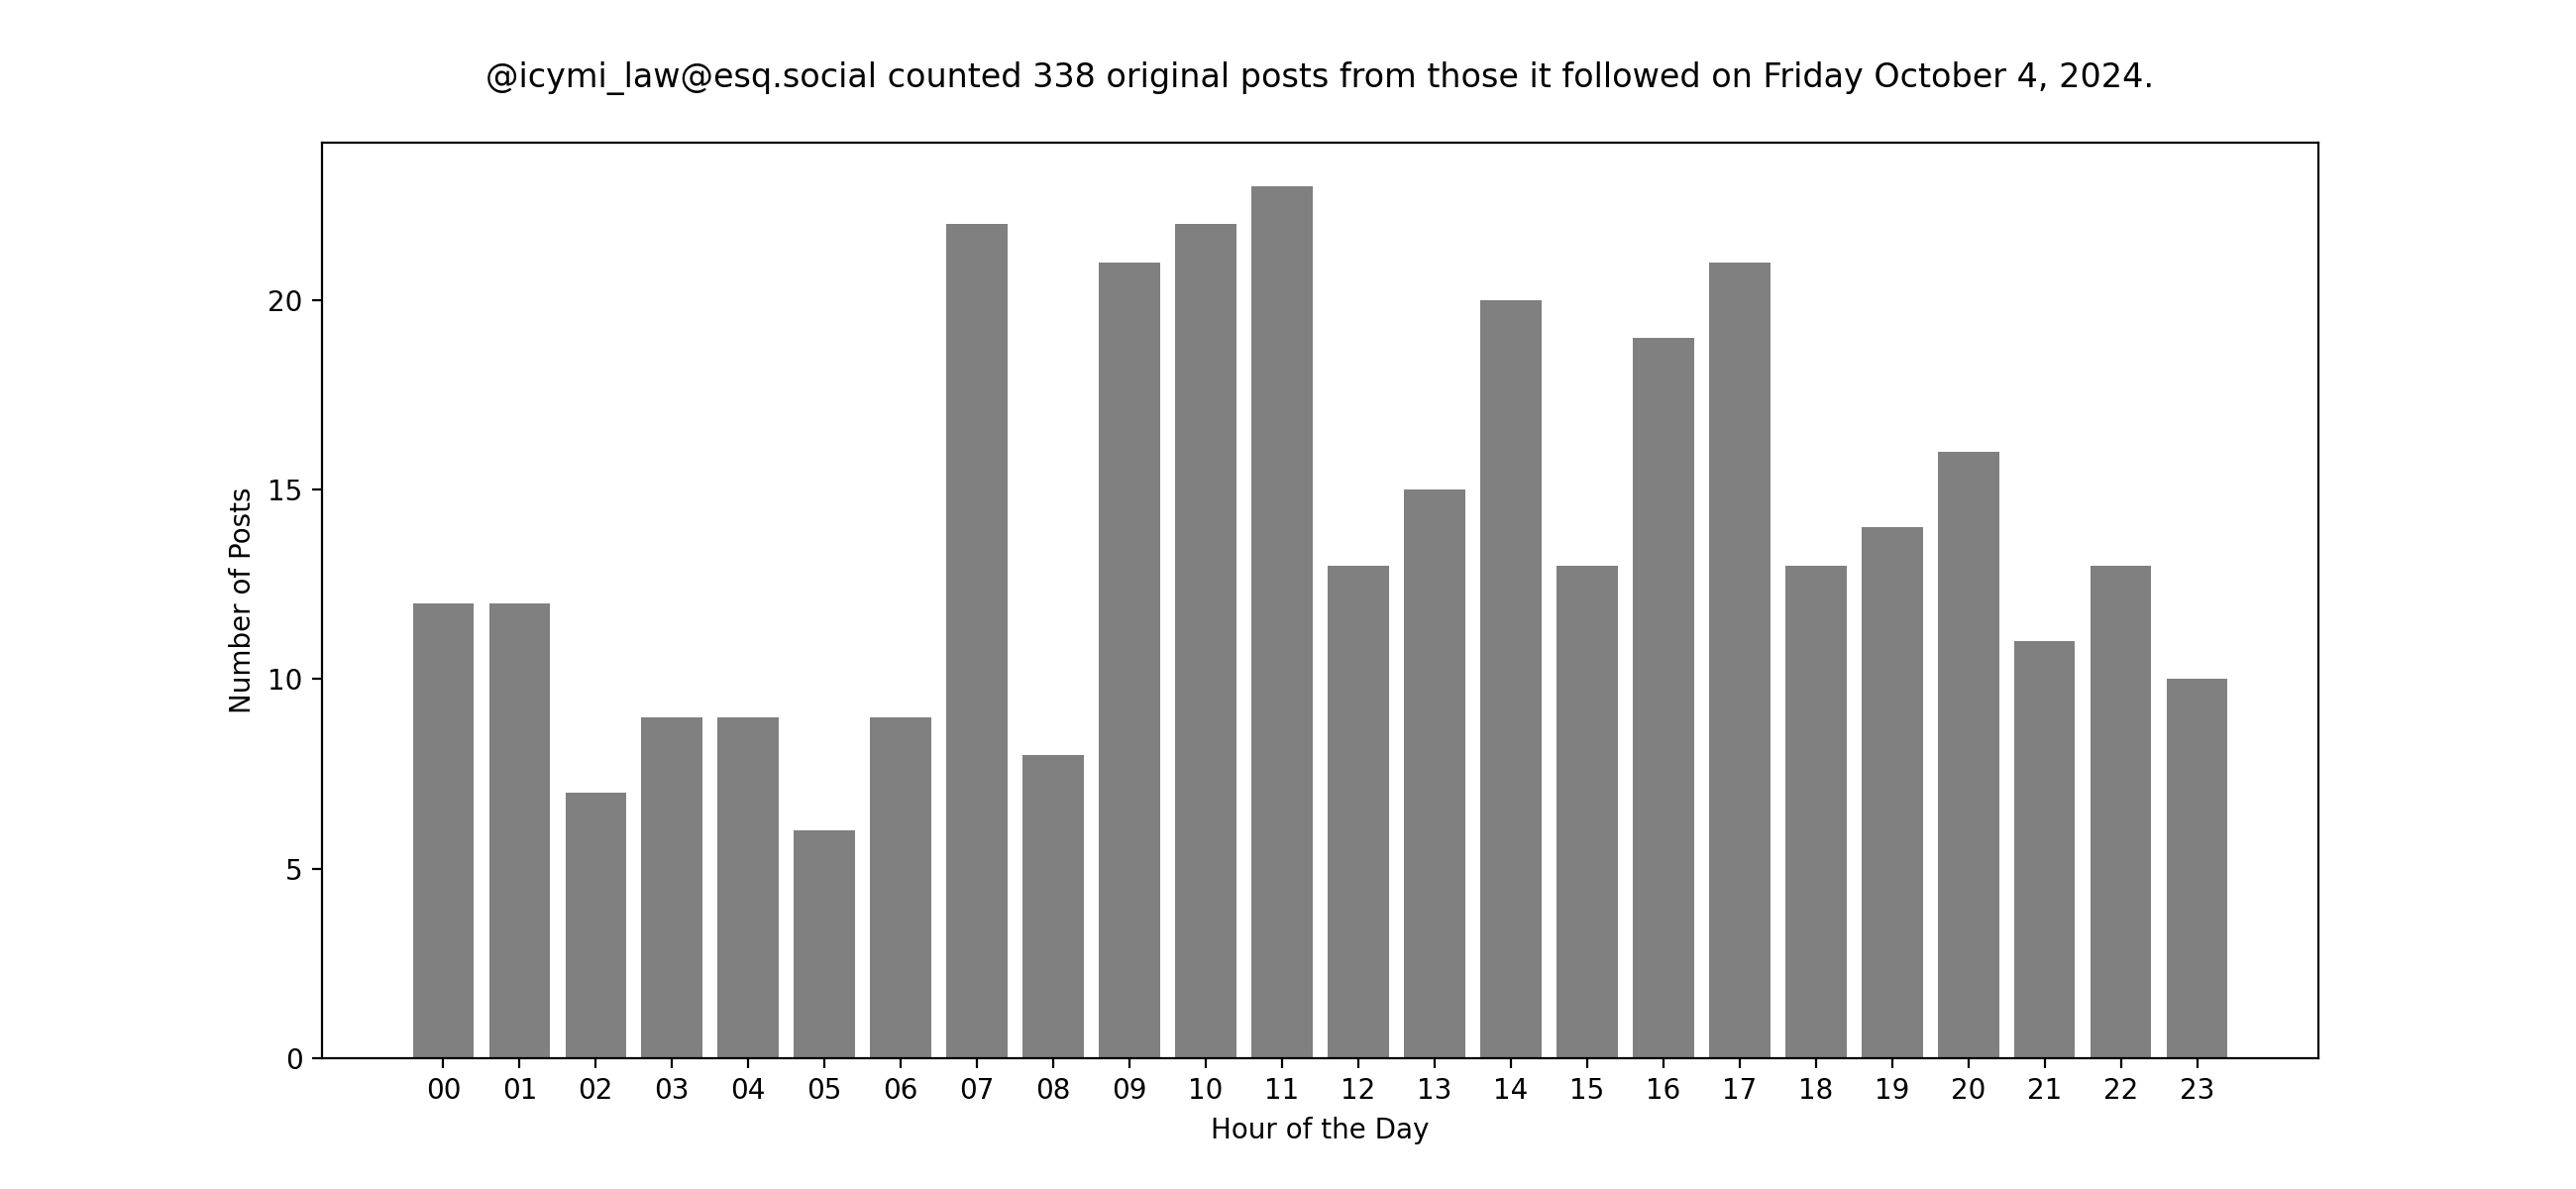 @icymi_law@esq.social counted 338 original posts from those it followed on Friday October 4, 2024.
Number of Posts
20
15
10
5
0
00 01 02 03 04 05 06 07 08 09 10 11 12 13 14 15 16 17 18 19 20 21 22 23
Hour of the Day